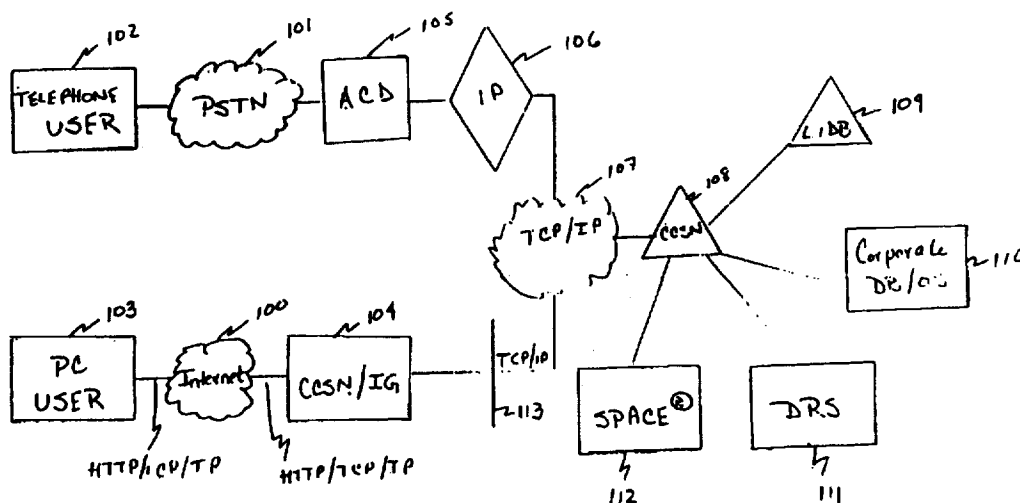 102
101
105
106
TELEPHONE
USER
PSTN
ACD
IP
109
LIDB
107
108
TCP/IP
CCSN
Corporate
110
103
100
104
PC
USER
Internet
CCSN/IG
TCP/IP
113
SPACE®
DRS
HTTP/TCP/IP
HTTP/TCP/IP
112
111